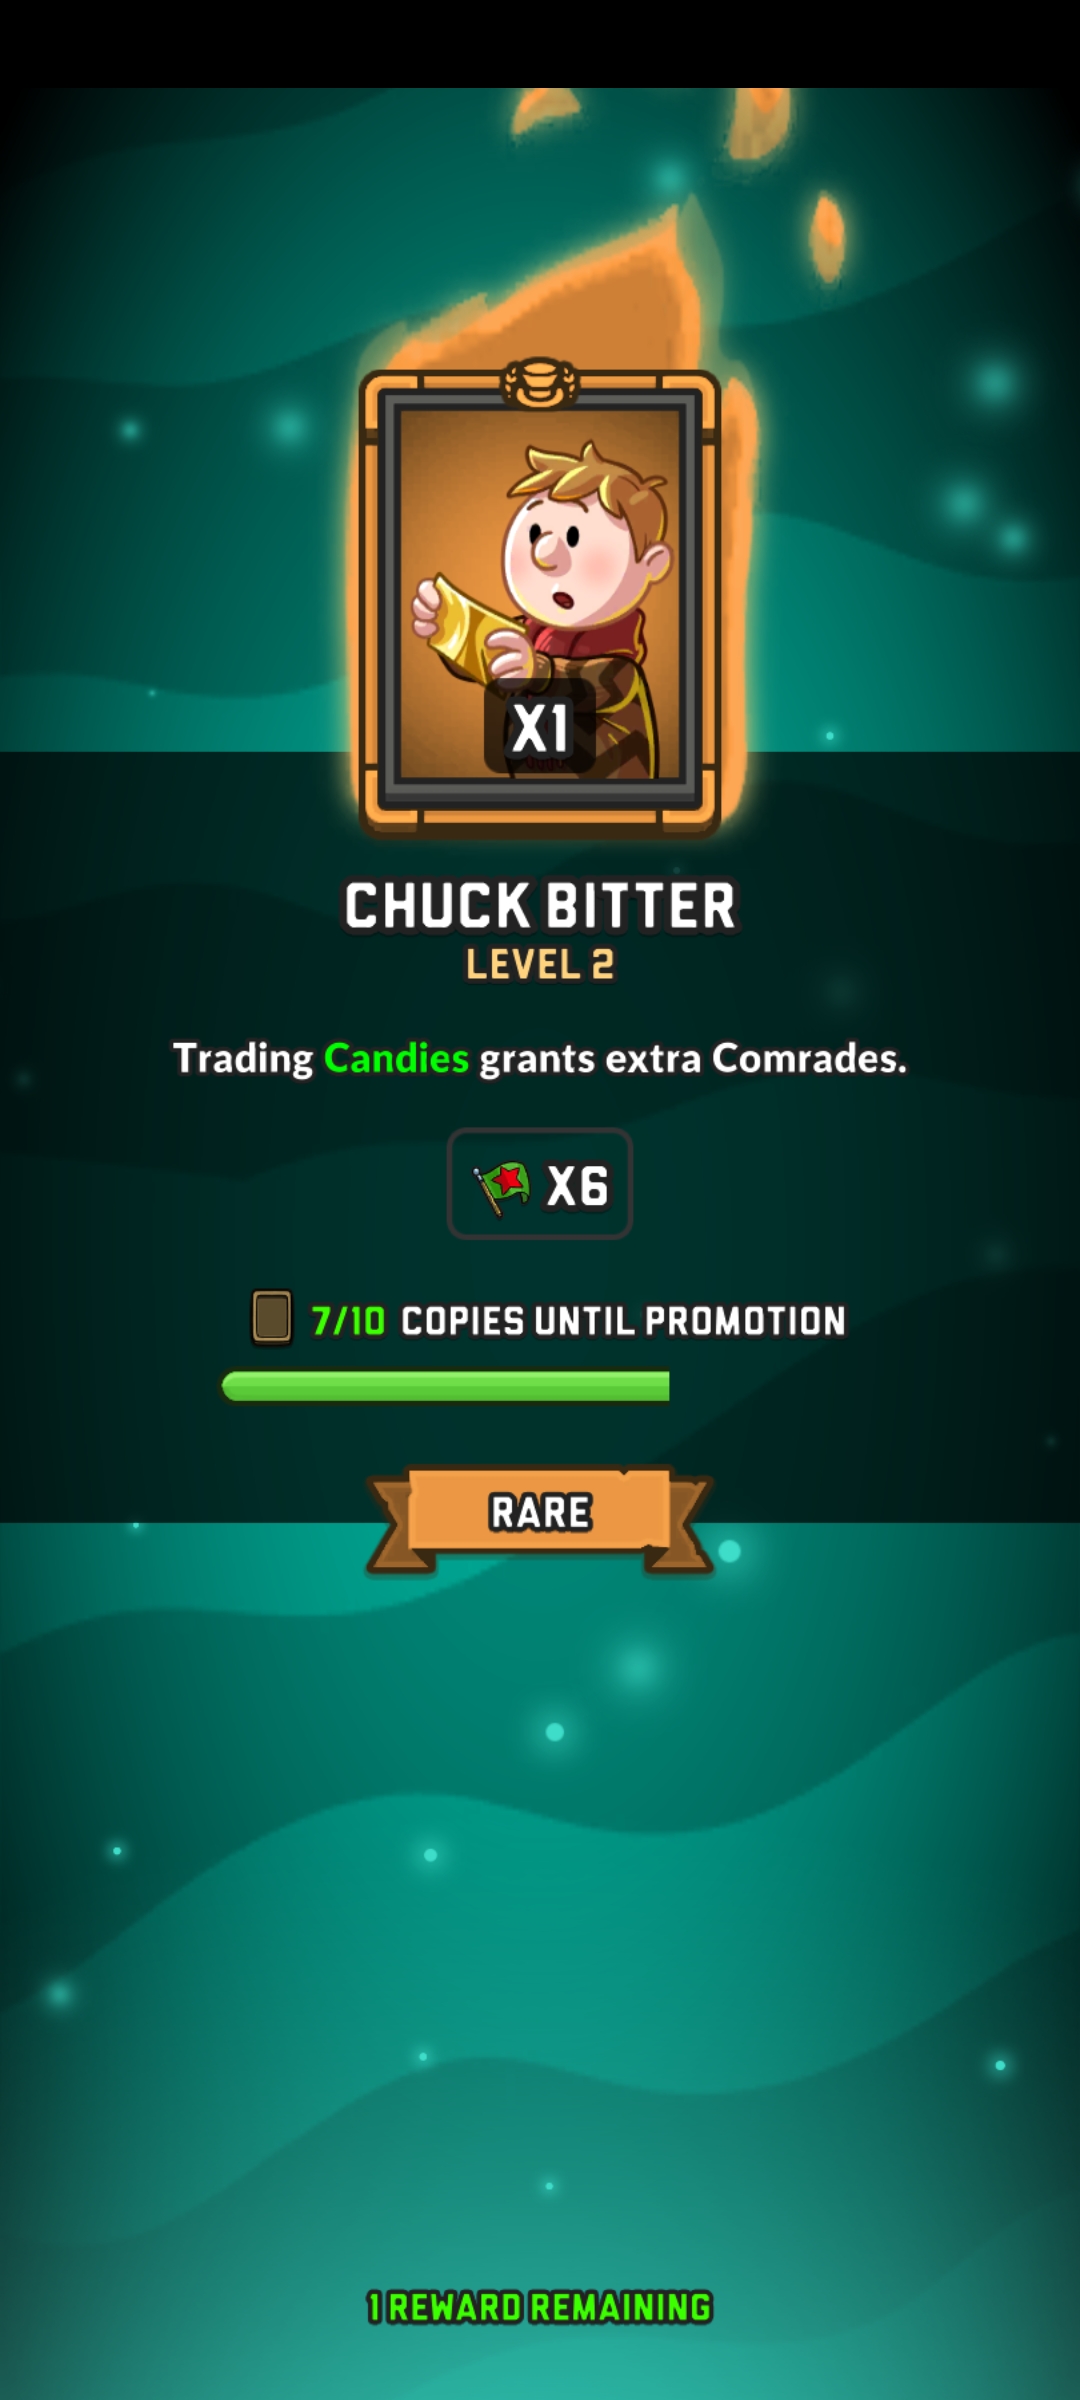 X1
CHUCK BITTER
LEVEL 2
Trading Candies grants extra Comrades.
X6
7/10 COPIES UNTIL PROMOTION
RARE
1 REWARD REMAINING